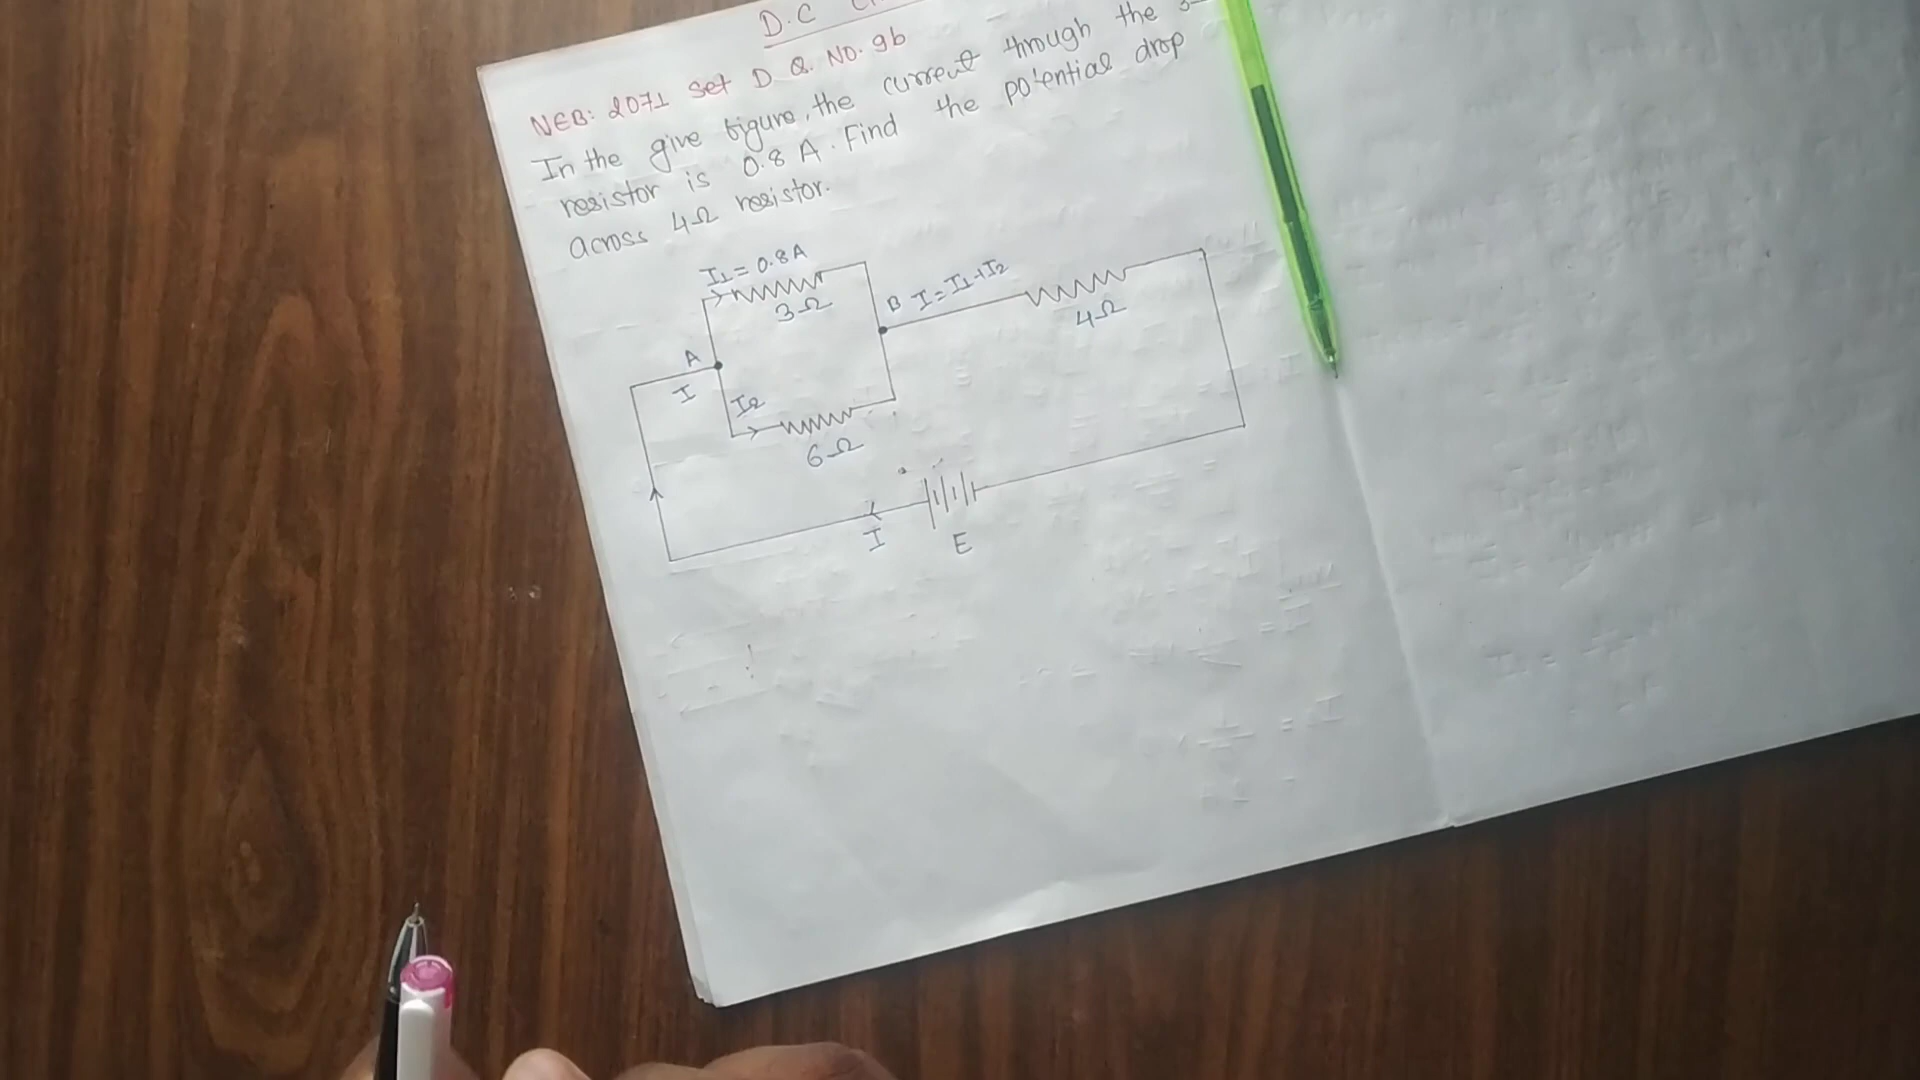 D.C
NEB: 2071 Set D Q. NO. 9b
In the give figure, the current through the 3
resistor is 0.8 A. Find the potential drop
across 4Ω resistor.
I1 = 0.8A
3Ω
B I = I1+I2
4Ω
A
I
I2
6Ω
I
E